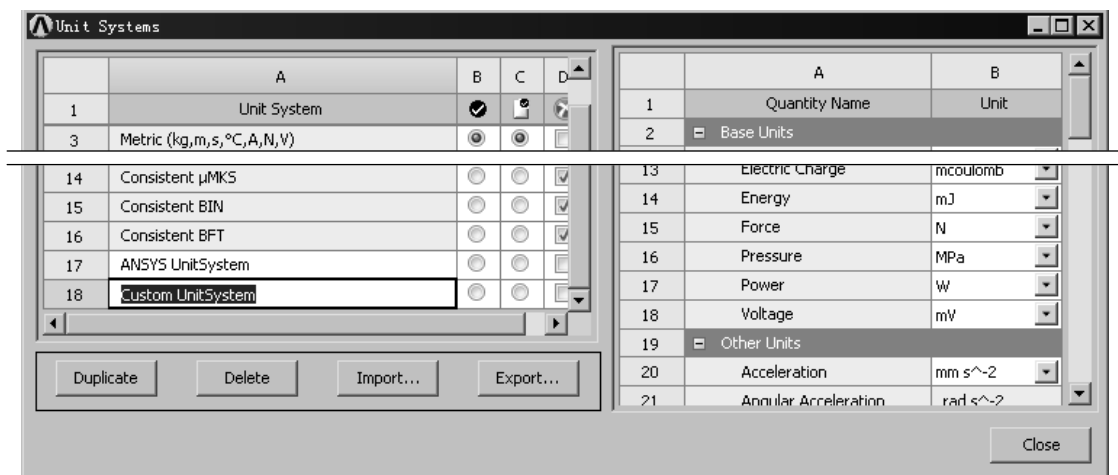 Unit Systems
A B C D
1 Unit System
3 Metric (kg,m,s,°C,A,N,V)
14 Consistent µMKS
15 Consistent BIN
16 Consistent BFT
17 ANSYS UnitSystem
18 Custom UnitSystem
Duplicate Delete Import... Export...
A B
1 Quantity Name Unit
2 Base Units
13 Electric Charge mcoulomb
14 Energy mJ
15 Force N
16 Pressure MPa
17 Power W
18 Voltage mV
19 Other Units
20 Acceleration mm s^-2
21 Angular Acceleration rad s^-2
Close